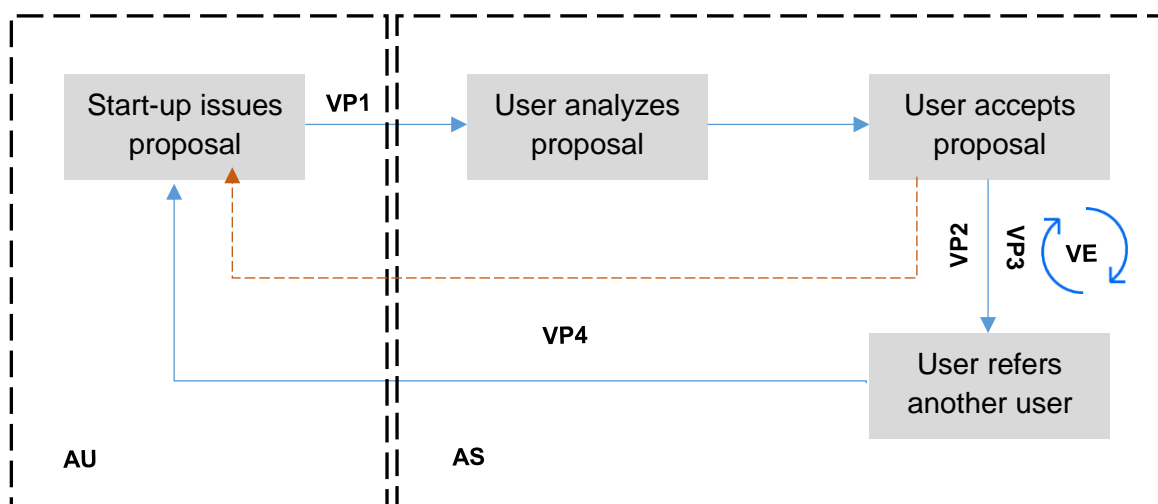 Start-up issues
proposal
VP1
User analyzes
proposal
User accepts
proposal
VP2
VP3
VE
VP4
User refers
another user
AU
AS